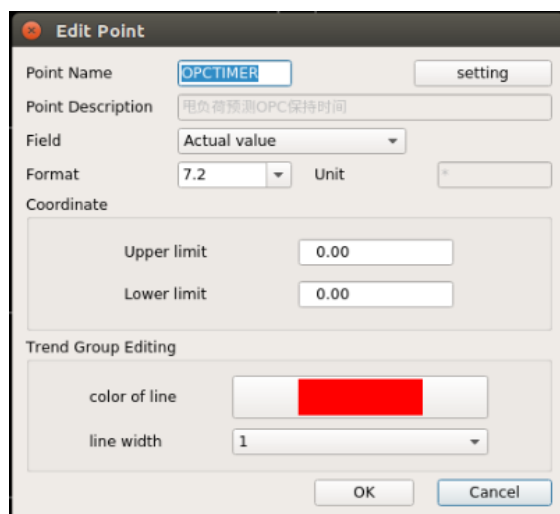 Edit Point
Point Name OPCTIMER setting
Point Description 甩负荷预测OPC保持时间
Field Actual value
Format 7.2 Unit *
Coordinate
Upper limit 0.00
Lower limit 0.00
Trend Group Editing
color of line
line width 1
OK Cancel